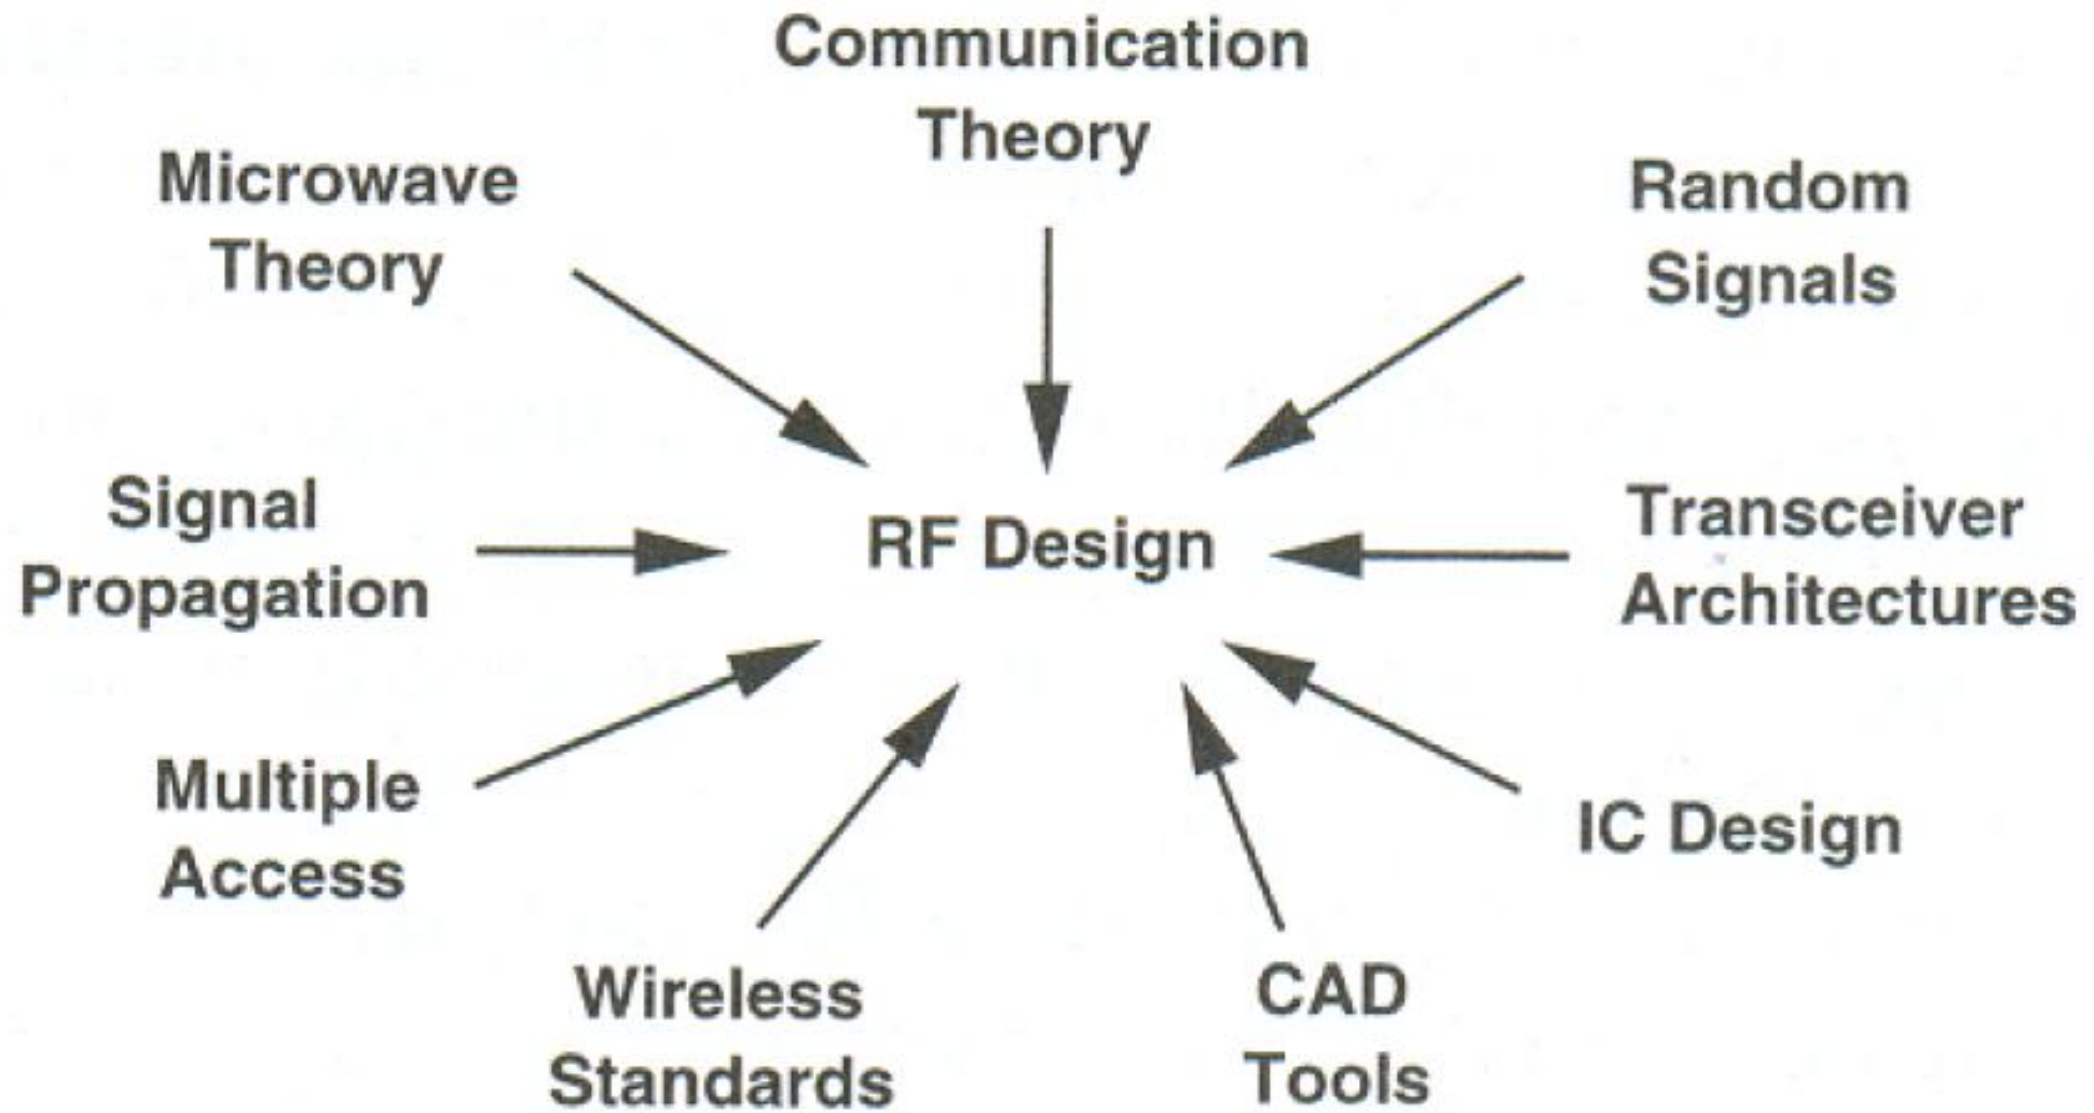 Communication
Theory
Microwave
Theory
Random
Signals
Signal
Propagation
RF Design
Transceiver
Architectures
Multiple
Access
IC Design
Wireless
Standards
CAD
Tools